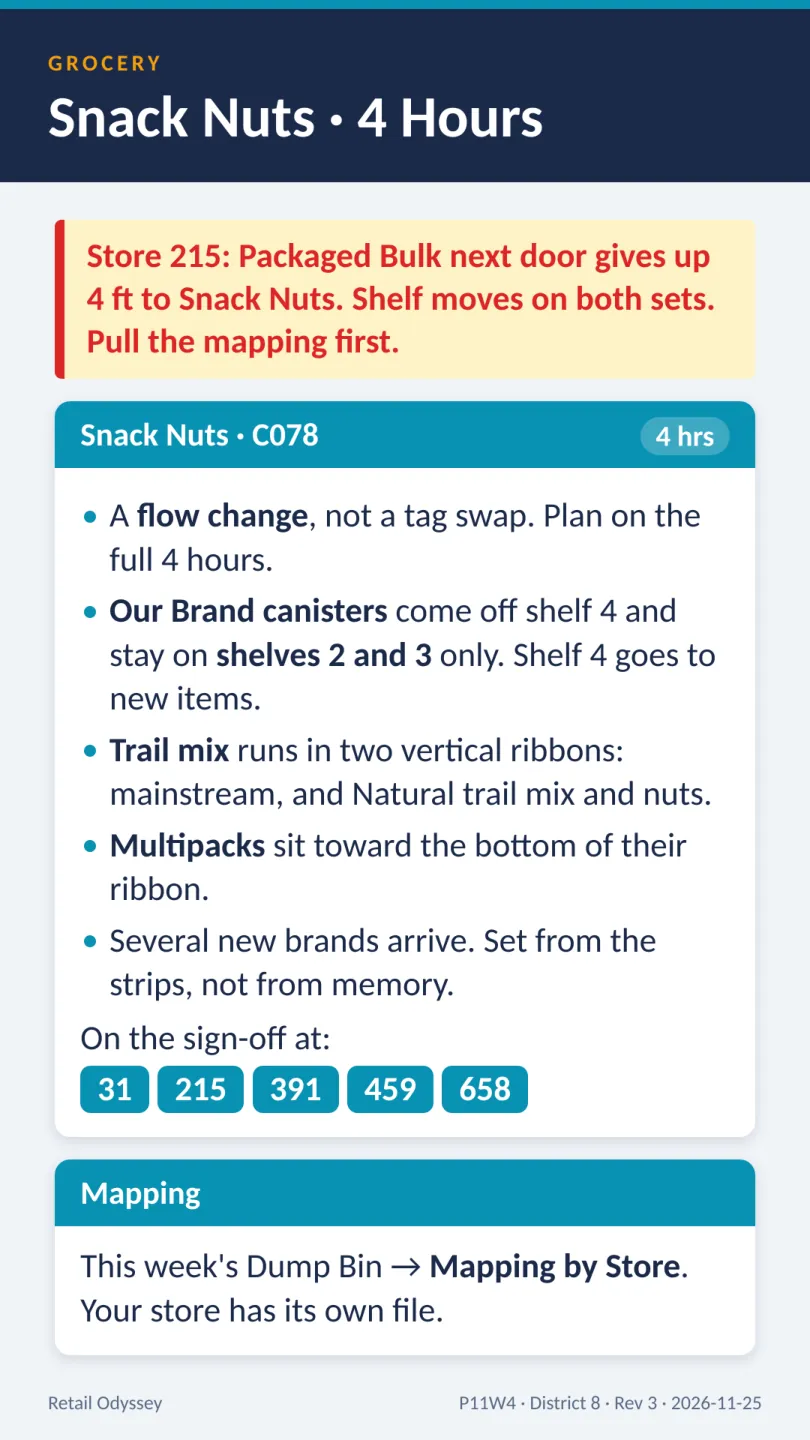 GROCERY
Snack Nuts · 4 Hours
Store 215: Packaged Bulk next door gives up
4 ft to Snack Nuts. Shelf moves on both sets.
Pull the mapping first.
Snack Nuts · C078
4 hrs
• A flow change, not a tag swap. Plan on the
full 4 hours.
• Our Brand canisters come off shelf 4 and
stay on shelves 2 and 3 only. Shelf 4 goes to
new items.
• Trail mix runs in two vertical ribbons:
mainstream, and Natural trail mix and nuts.
• Multipacks sit toward the bottom of their
ribbon.
• Several new brands arrive. Set from the
strips, not from memory.
On the sign-off at:
31 215 391 459 658
Mapping
This week's Dump Bin → Mapping by Store.
Your store has its own file.
Retail Odyssey
P11W4 · District 8 · Rev 3 · 2026-11-25